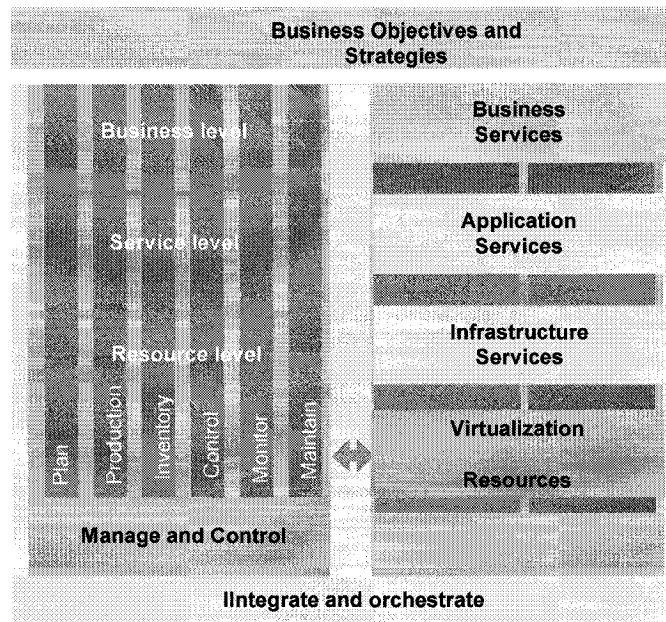 Business Objectives and
Strategies
Business level
Service level
Resource level
Plan
Production
Inventory
Control
Monitor
Maintain
Manage and Control
Business
Services
Application
Services
Infrastructure
Services
Virtualization
Resources
IIntegrate and orchestrate